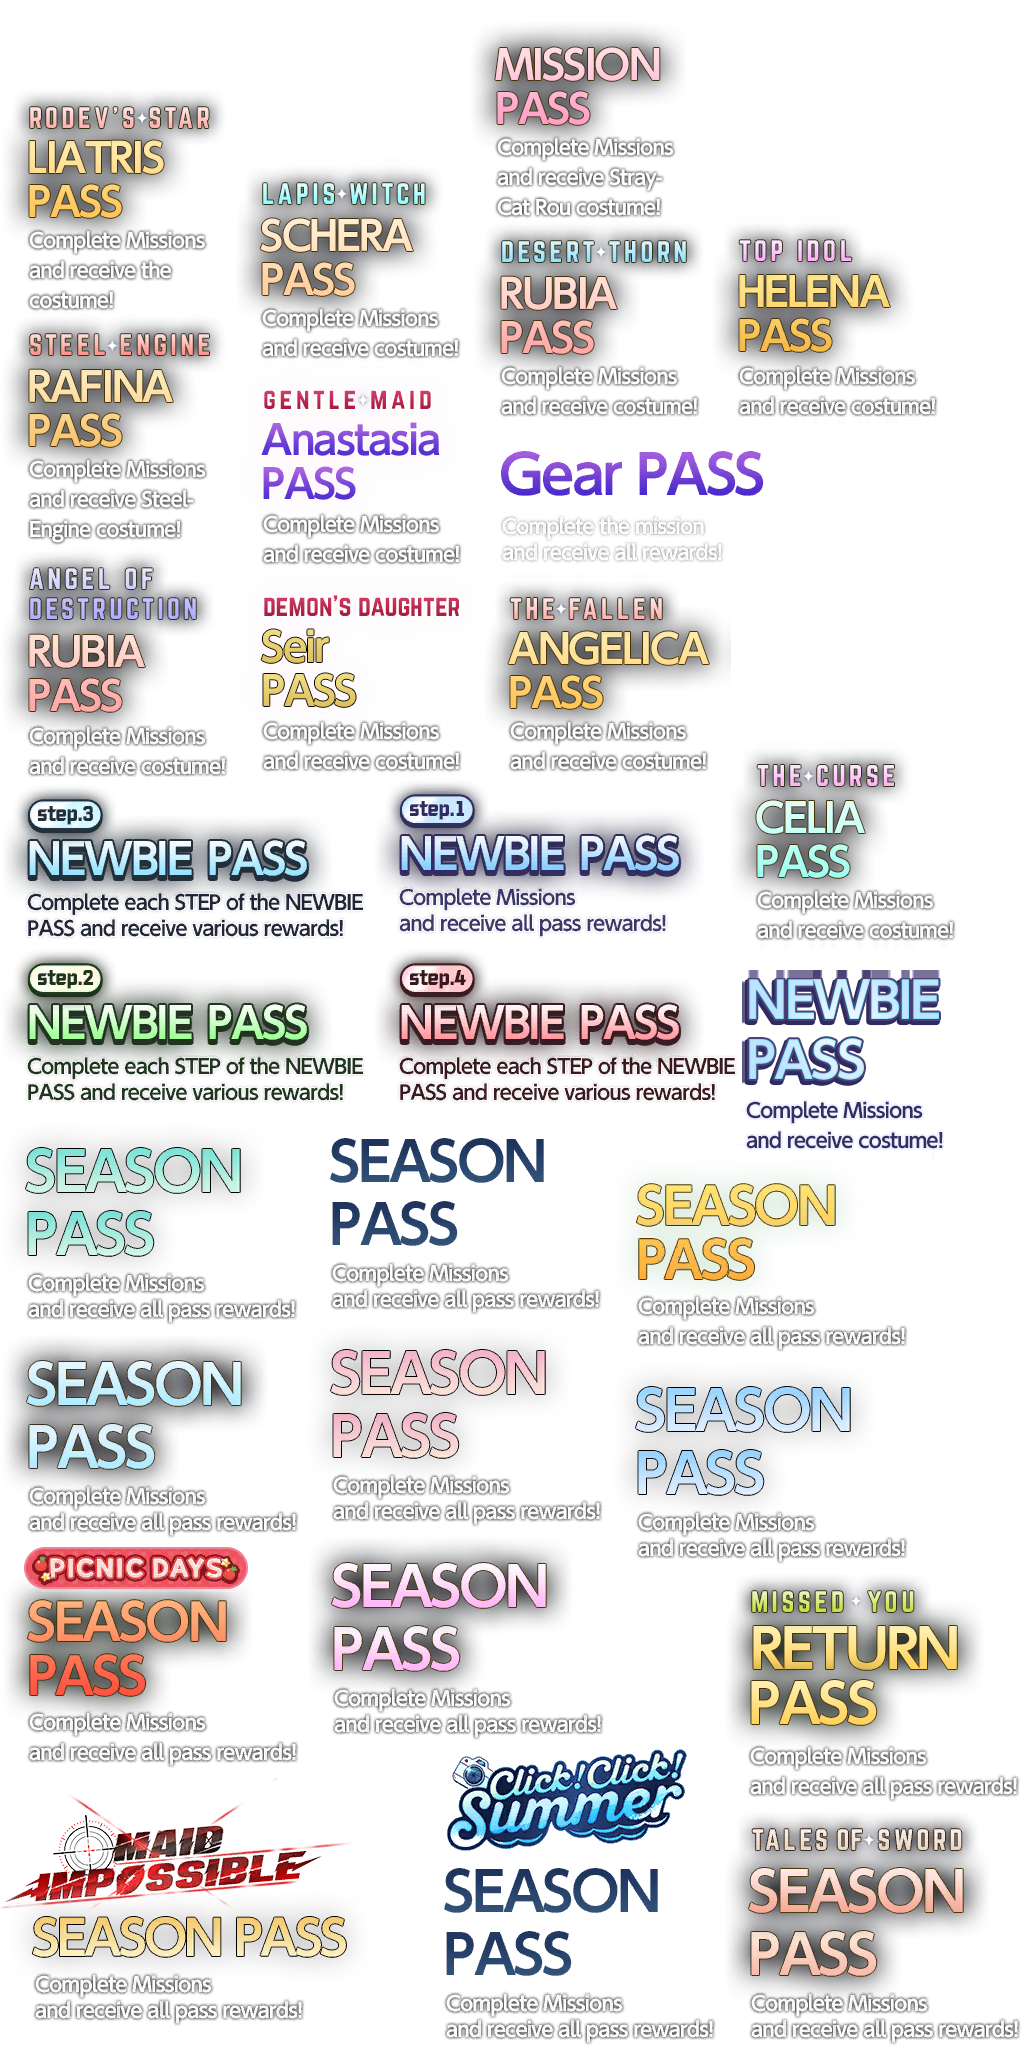 MISSION
PASS
Complete Missions
and receive Stray-
Cat Rou costume!
RODEV'S STAR
LIATRIS
PASS
Complete Missions
and receive the
costume!
LAPIS WITCH
SCHERA
PASS
Complete Missions
and receive costume!
DESERT THORN
RUBIA
PASS
Complete Missions
and receive costume!
TOP IDOL
HELENA
PASS
Complete Missions
and receive costume!
STEEL ENGINE
RAFINA
PASS
Complete Missions
and receive Steel-
Engine costume!
GENTLE MAID
Anastasia
PASS
Complete Missions
and receive costume!
Gear PASS
Complete the mission
and receive all rewards!
ANGEL OF
DESTRUCTION
RUBIA
PASS
Complete Missions
and receive costume!
DEMON'S DAUGHTER
Seir
PASS
Complete Missions
and receive costume!
THE FALLEN
ANGELICA
PASS
Complete Missions
and receive costume!
THE CURSE
CELIA
PASS
Complete Missions
and receive costume!
step.3
NEWBIE PASS
Complete each STEP of the NEWBIE
PASS and receive various rewards!
step.1
NEWBIE PASS
Complete Missions
and receive all pass rewards!
step.2
NEWBIE PASS
Complete each STEP of the NEWBIE
PASS and receive various rewards!
step.4
NEWBIE PASS
Complete each STEP of the NEWBIE
PASS and receive various rewards!
NEWBIE
PASS
Complete Missions
and receive costume!
SEASON
PASS
Complete Missions
and receive all pass rewards!
SEASON
PASS
Complete Missions
and receive all pass rewards!
SEASON
PASS
Complete Missions
and receive all pass rewards!
SEASON
PASS
Complete Missions
and receive all pass rewards!
SEASON
PASS
Complete Missions
and receive all pass rewards!
SEASON
PASS
Complete Missions
and receive all pass rewards!
PICNIC DAYS
SEASON
PASS
Complete Missions
and receive all pass rewards!
SEASON
PASS
Complete Missions
and receive all pass rewards!
MISSED YOU
RETURN
PASS
Complete Missions
and receive all pass rewards!
MAID
IMPOSSIBLE
SEASON PASS
Complete Missions
and receive all pass rewards!
Click! Click!
Summer
SEASON
PASS
Complete Missions
and receive all pass rewards!
TALES OF SWORD
SEASON
PASS
Complete Missions
and receive all pass rewards!